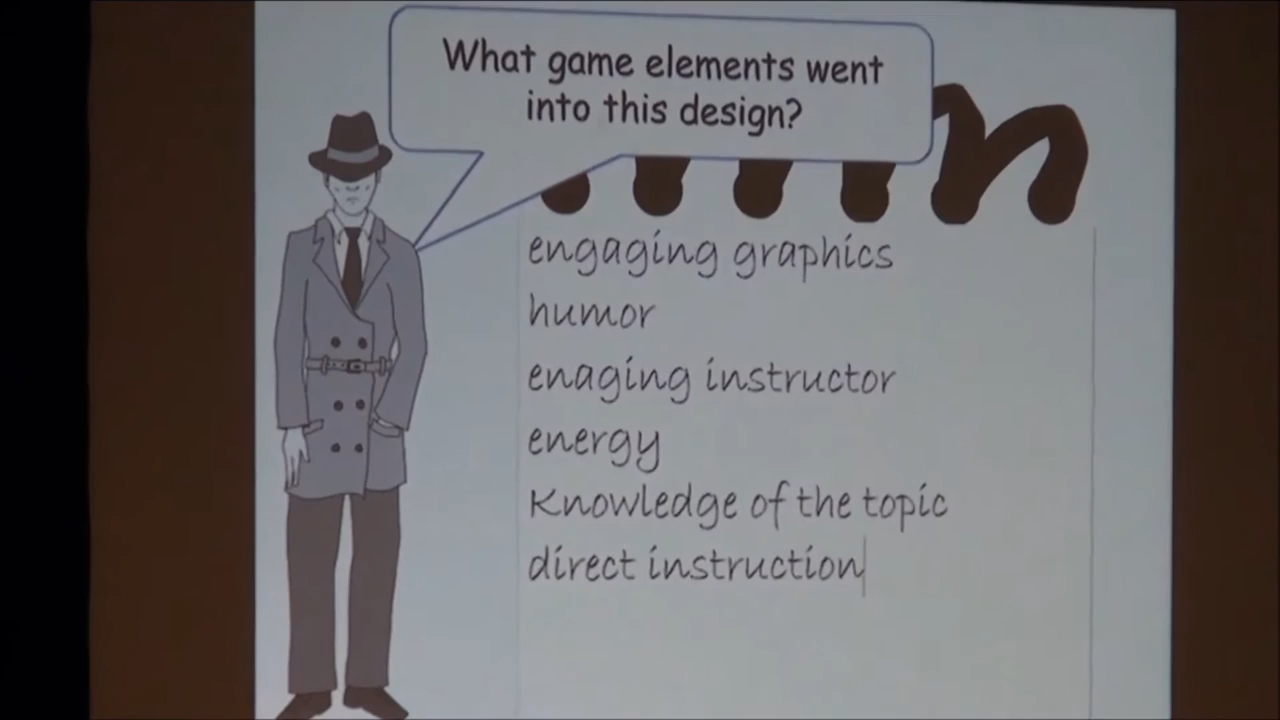 What game elements went
into this design?
engaging graphics
humor
enaging instructor
energy
Knowledge of the topic
direct instruction